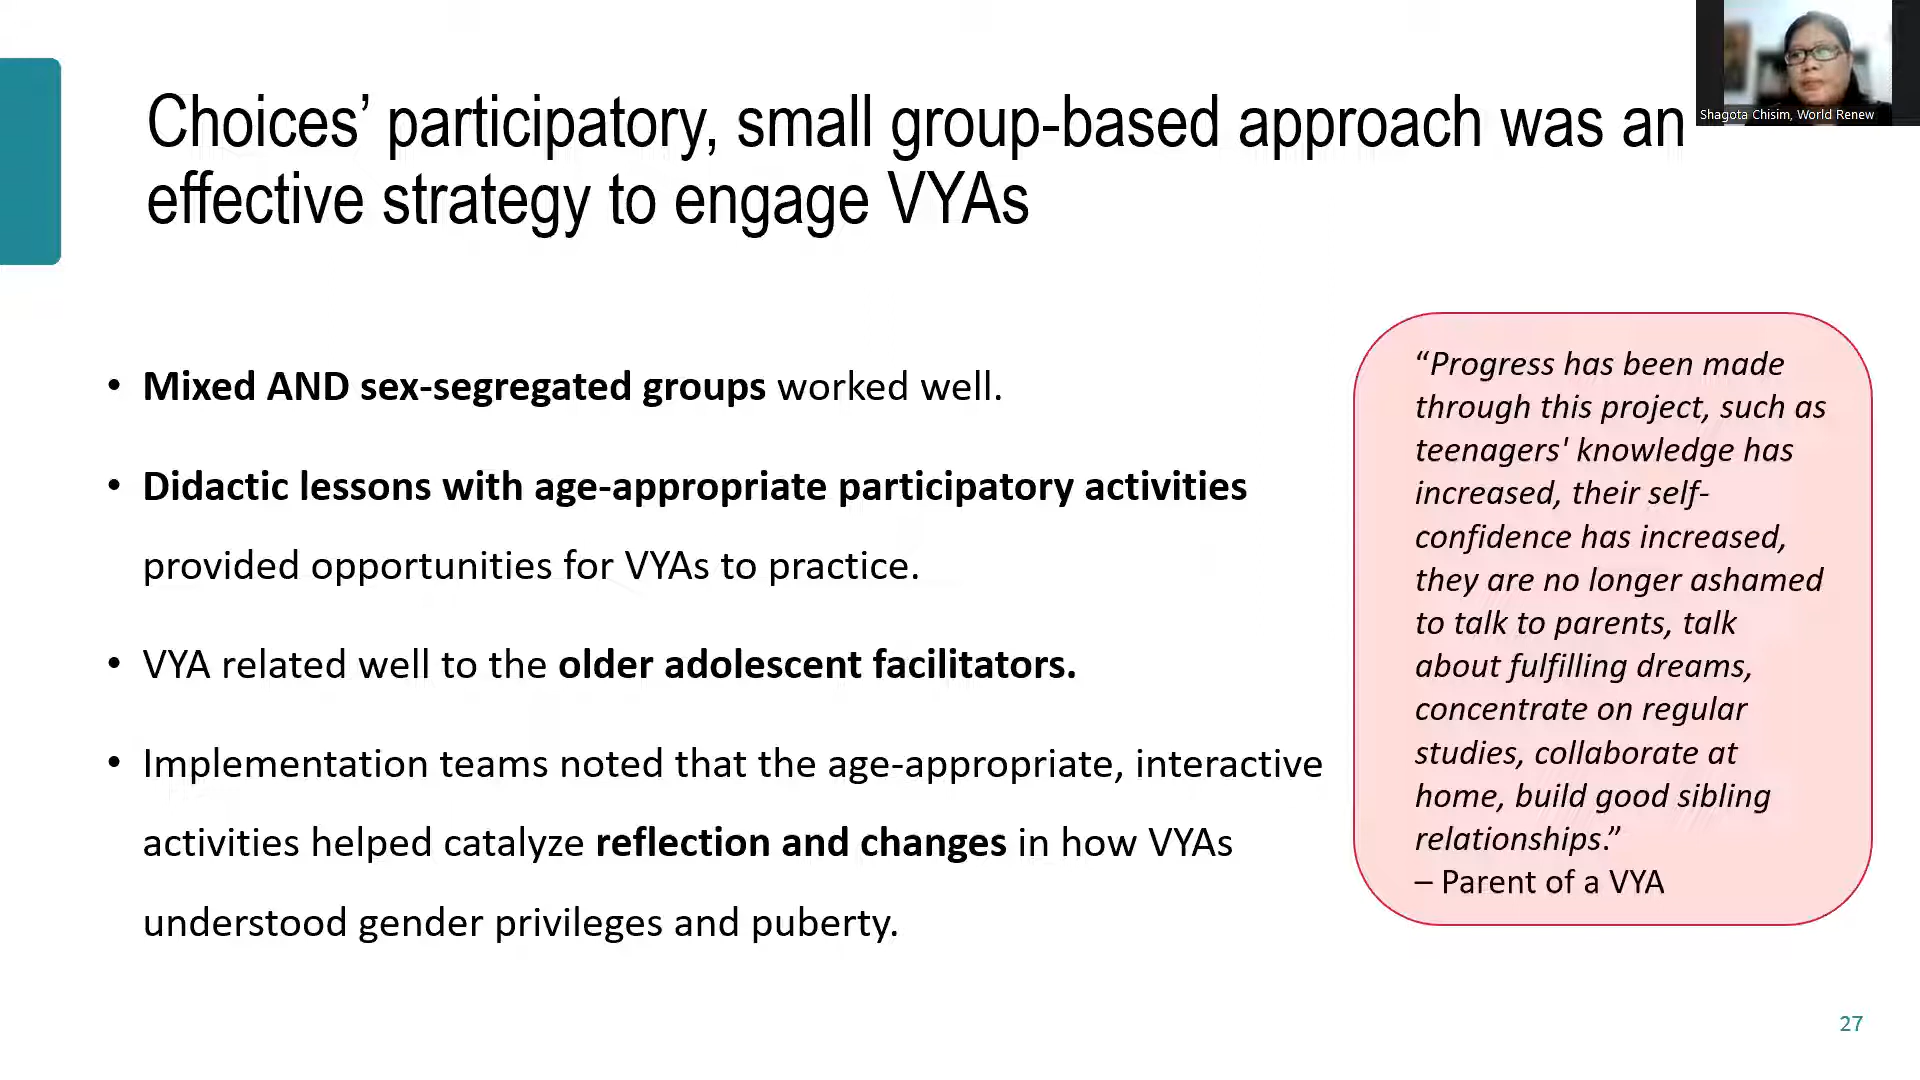 Choices’ participatory, small group-based approach was an
effective strategy to engage VYAs
Shagota Chisim, World Renew
• Mixed AND sex-segregated groups worked well.
• Didactic lessons with age-appropriate participatory activities
provided opportunities for VYAs to practice.
• VYA related well to the older adolescent facilitators.
• Implementation teams noted that the age-appropriate, interactive
activities helped catalyze reflection and changes in how VYAs
understood gender privileges and puberty.
“Progress has been made
through this project, such as
teenagers' knowledge has
increased, their self-
confidence has increased,
they are no longer ashamed
to talk to parents, talk
about fulfilling dreams,
concentrate on regular
studies, collaborate at
home, build good sibling
relationships.”
– Parent of a VYA
27